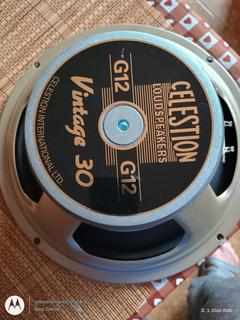 CELESTION
LOUDSPEAKERS
G12
G12
Vintage 30
CELESTION INTERNATIONAL LTD.